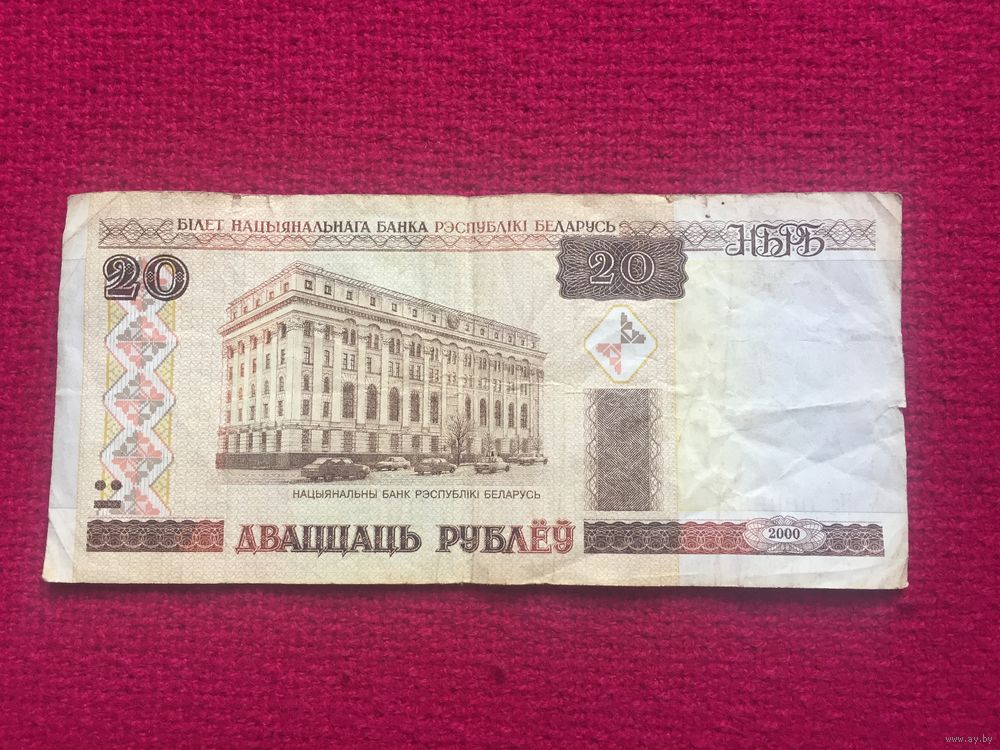 БІЛЕТ НАЦЫЯНАЛЬНАГА БАНКА РЭСПУБЛІКІ БЕЛАРУСЬ
НБРБ
20
20
НАЦЫЯНАЛЬНЫ БАНК РЭСПУБЛІКІ БЕЛАРУСЬ
ДВАЦЦАЦЬ РУБЛЁЎ
2000
www.ay.by